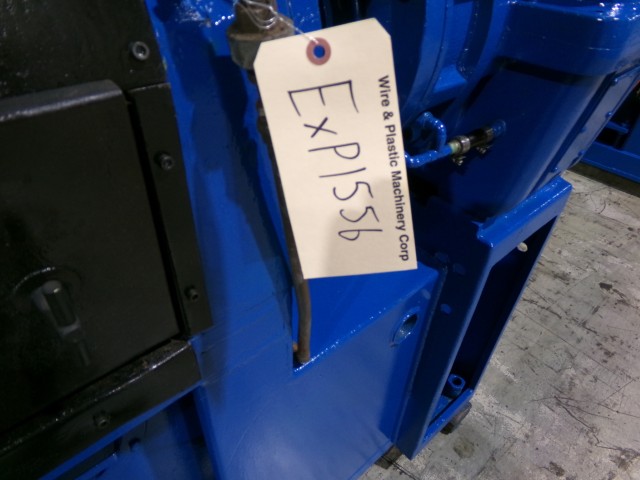 Wire & Plastic Machinery Corp
ExP1556